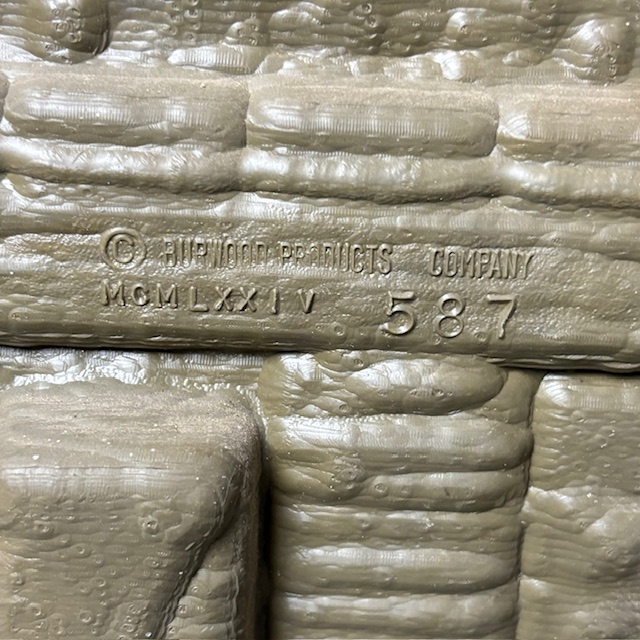 © BURWOOD PRODUCTS COMPANY
MCMLXXIV 587